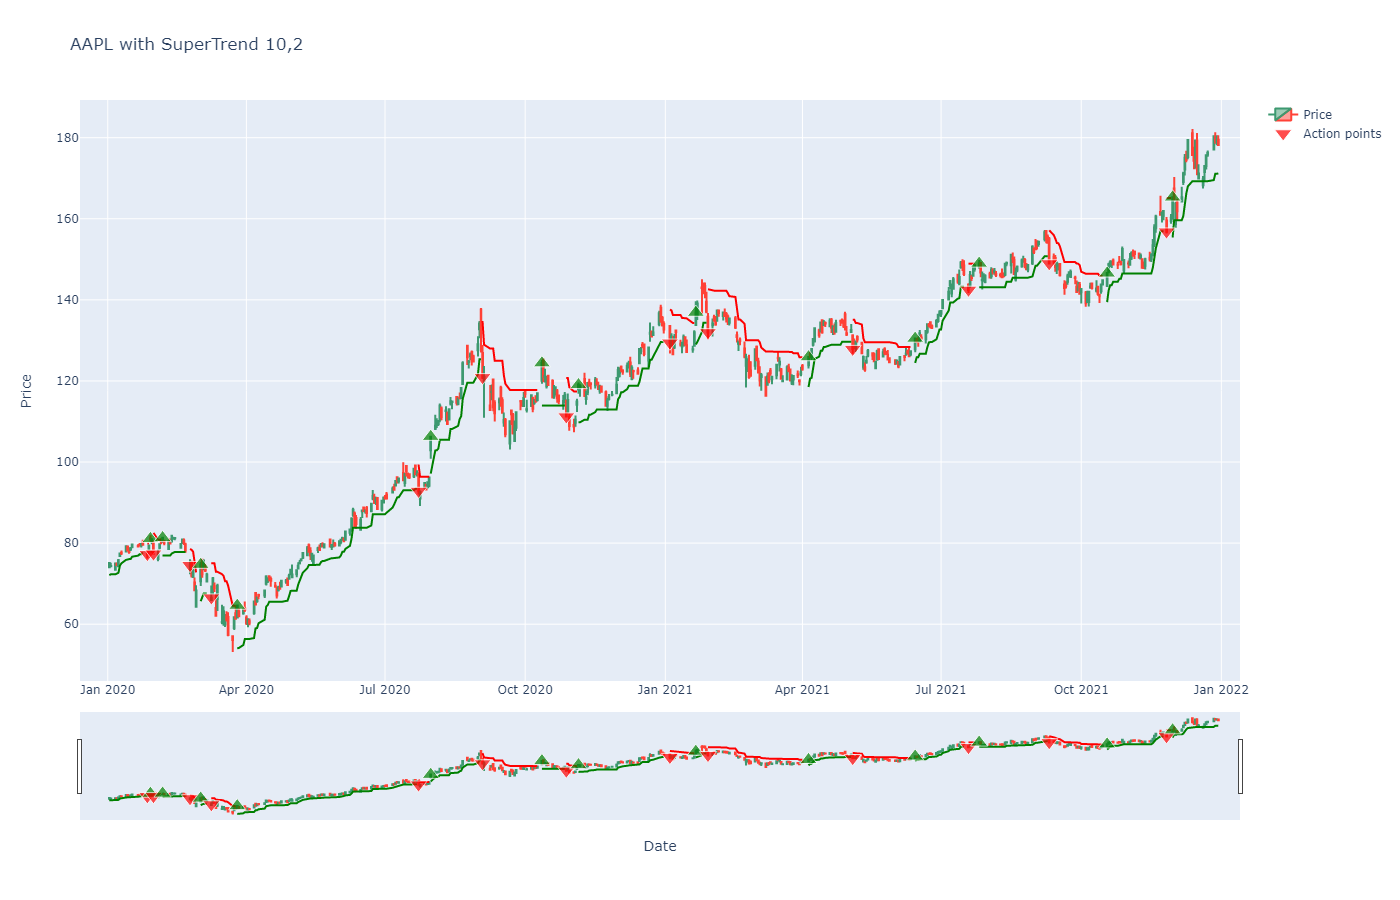 AAPL with SuperTrend 10,2
Price
Action points
180
160
140
120
100
80
60
Price
Jan 2020
Apr 2020
Jul 2020
Oct 2020
Jan 2021
Apr 2021
Jul 2021
Oct 2021
Jan 2022
Date